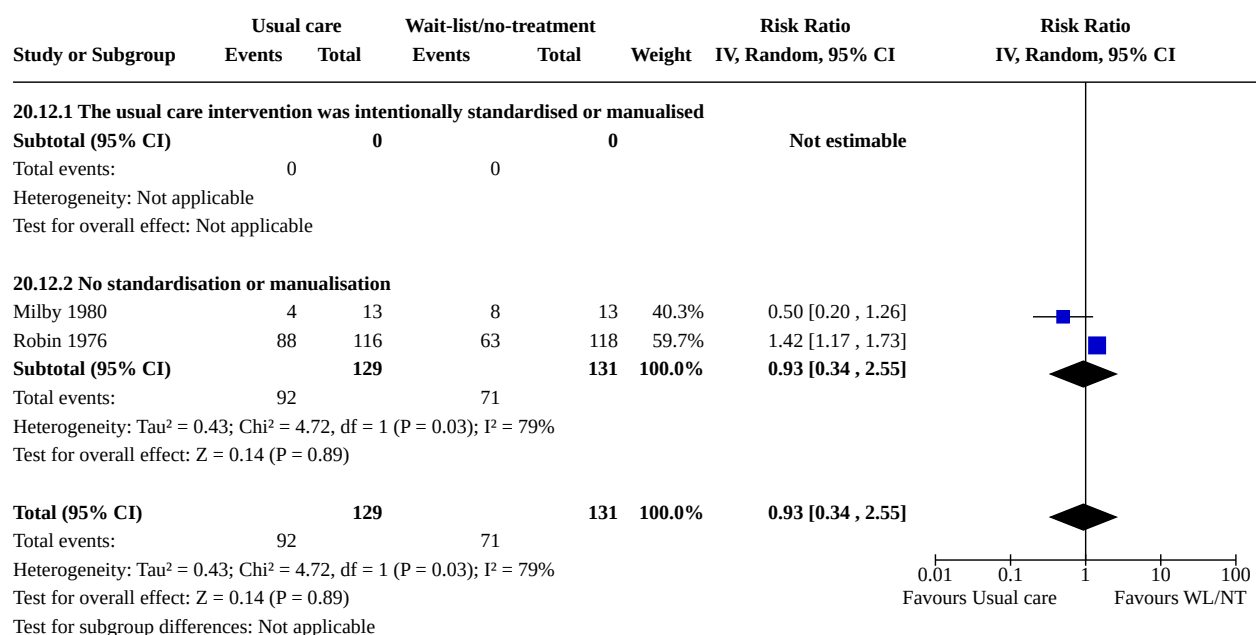 Usual care Wait-list/no-treatment Risk Ratio Risk Ratio
Study or Subgroup Events Total Events Total Weight IV, Random, 95% CI IV, Random, 95% CI
20.12.1 The usual care intervention was intentionally standardised or manualised
Subtotal (95% CI) 0 0 Not estimable
Total events: 0 0
Heterogeneity: Not applicable
Test for overall effect: Not applicable
20.12.2 No standardisation or manualisation
Milby 1980 4 13 8 13 40.3% 0.50 [0.20 , 1.26]
Robin 1976 88 116 63 118 59.7% 1.42 [1.17 , 1.73]
Subtotal (95% CI) 129 131 100.0% 0.93 [0.34 , 2.55]
Total events: 92 71
Heterogeneity: Tau² = 0.43; Chi² = 4.72, df = 1 (P = 0.03); I² = 79%
Test for overall effect: Z = 0.14 (P = 0.89)
Total (95% CI) 129 131 100.0% 0.93 [0.34 , 2.55]
Total events: 92 71
Heterogeneity: Tau² = 0.43; Chi² = 4.72, df = 1 (P = 0.03); I² = 79% 0.01 0.1 1 10 100
Test for overall effect: Z = 0.14 (P = 0.89) Favours Usual care Favours WL/NT
Test for subgroup differences: Not applicable